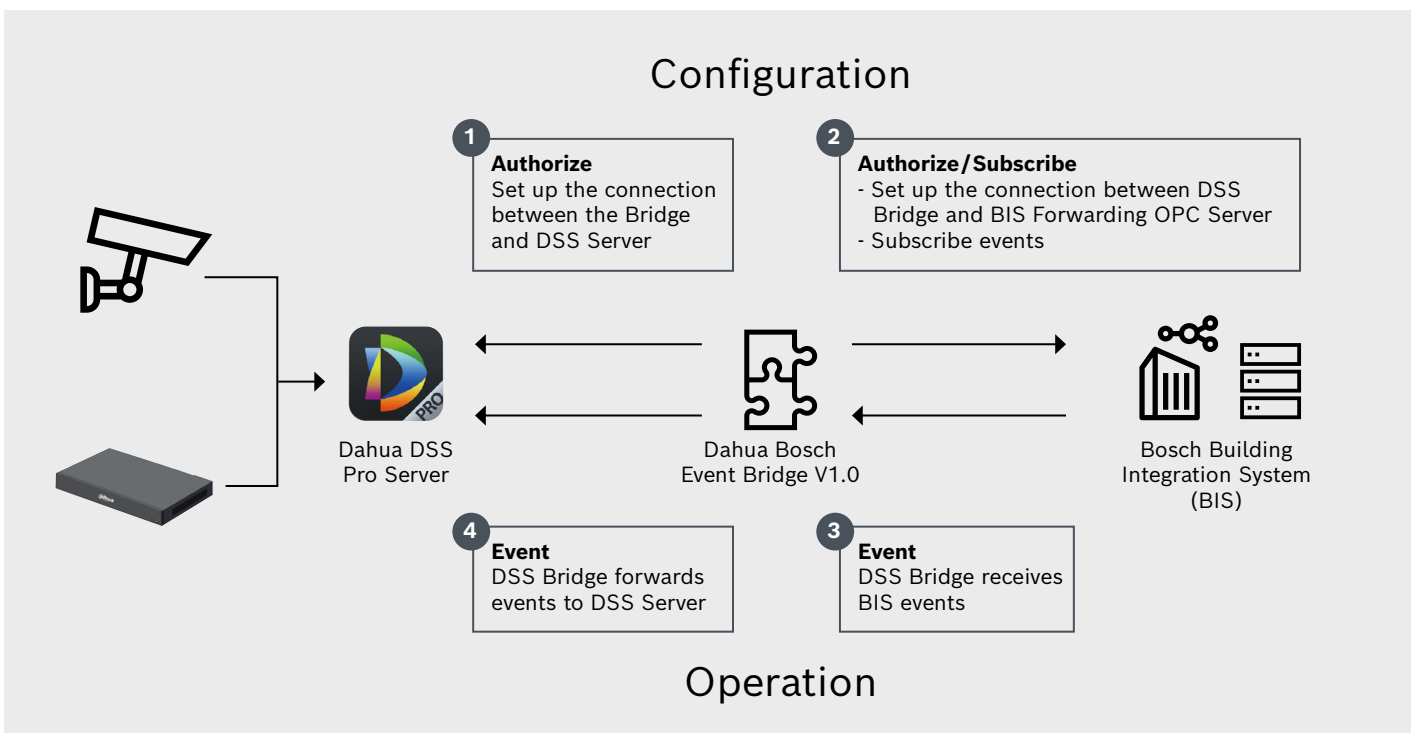 Configuration
1
Authorize
Set up the connection
between the Bridge
and DSS Server
2
Authorize/Subscribe
- Set up the connection between DSS
Bridge and BIS Forwarding OPC Server
- Subscribe events
PRO
alhua
Dahua DSS
Pro Server
Dahua Bosch
Event Bridge V1.0
Bosch Building
Integration System
(BIS)
4
Event
DSS Bridge forwards
events to DSS Server
3
Event
DSS Bridge receives
BIS events
Operation